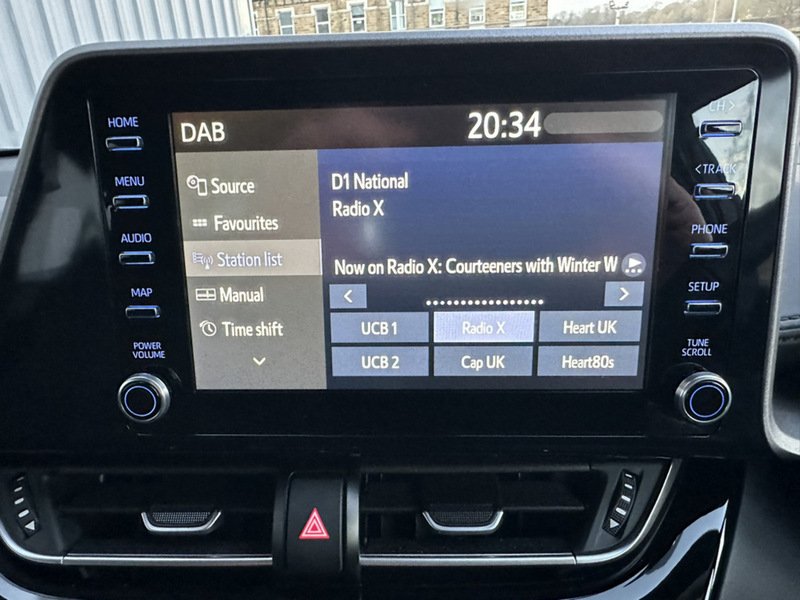 HOME
MENU
AUDIO
MAP
POWER
VOLUME
DAB
20:34
Source
Favourites
Station list
Manual
Time shift
D1 National
Radio X
Now on Radio X: Courteeners with Winter W
UCB 1
Radio X
Heart UK
UCB 2
Cap UK
Heart80s
CH >
< TRACK
PHONE
SETUP
TUNE
SCROLL